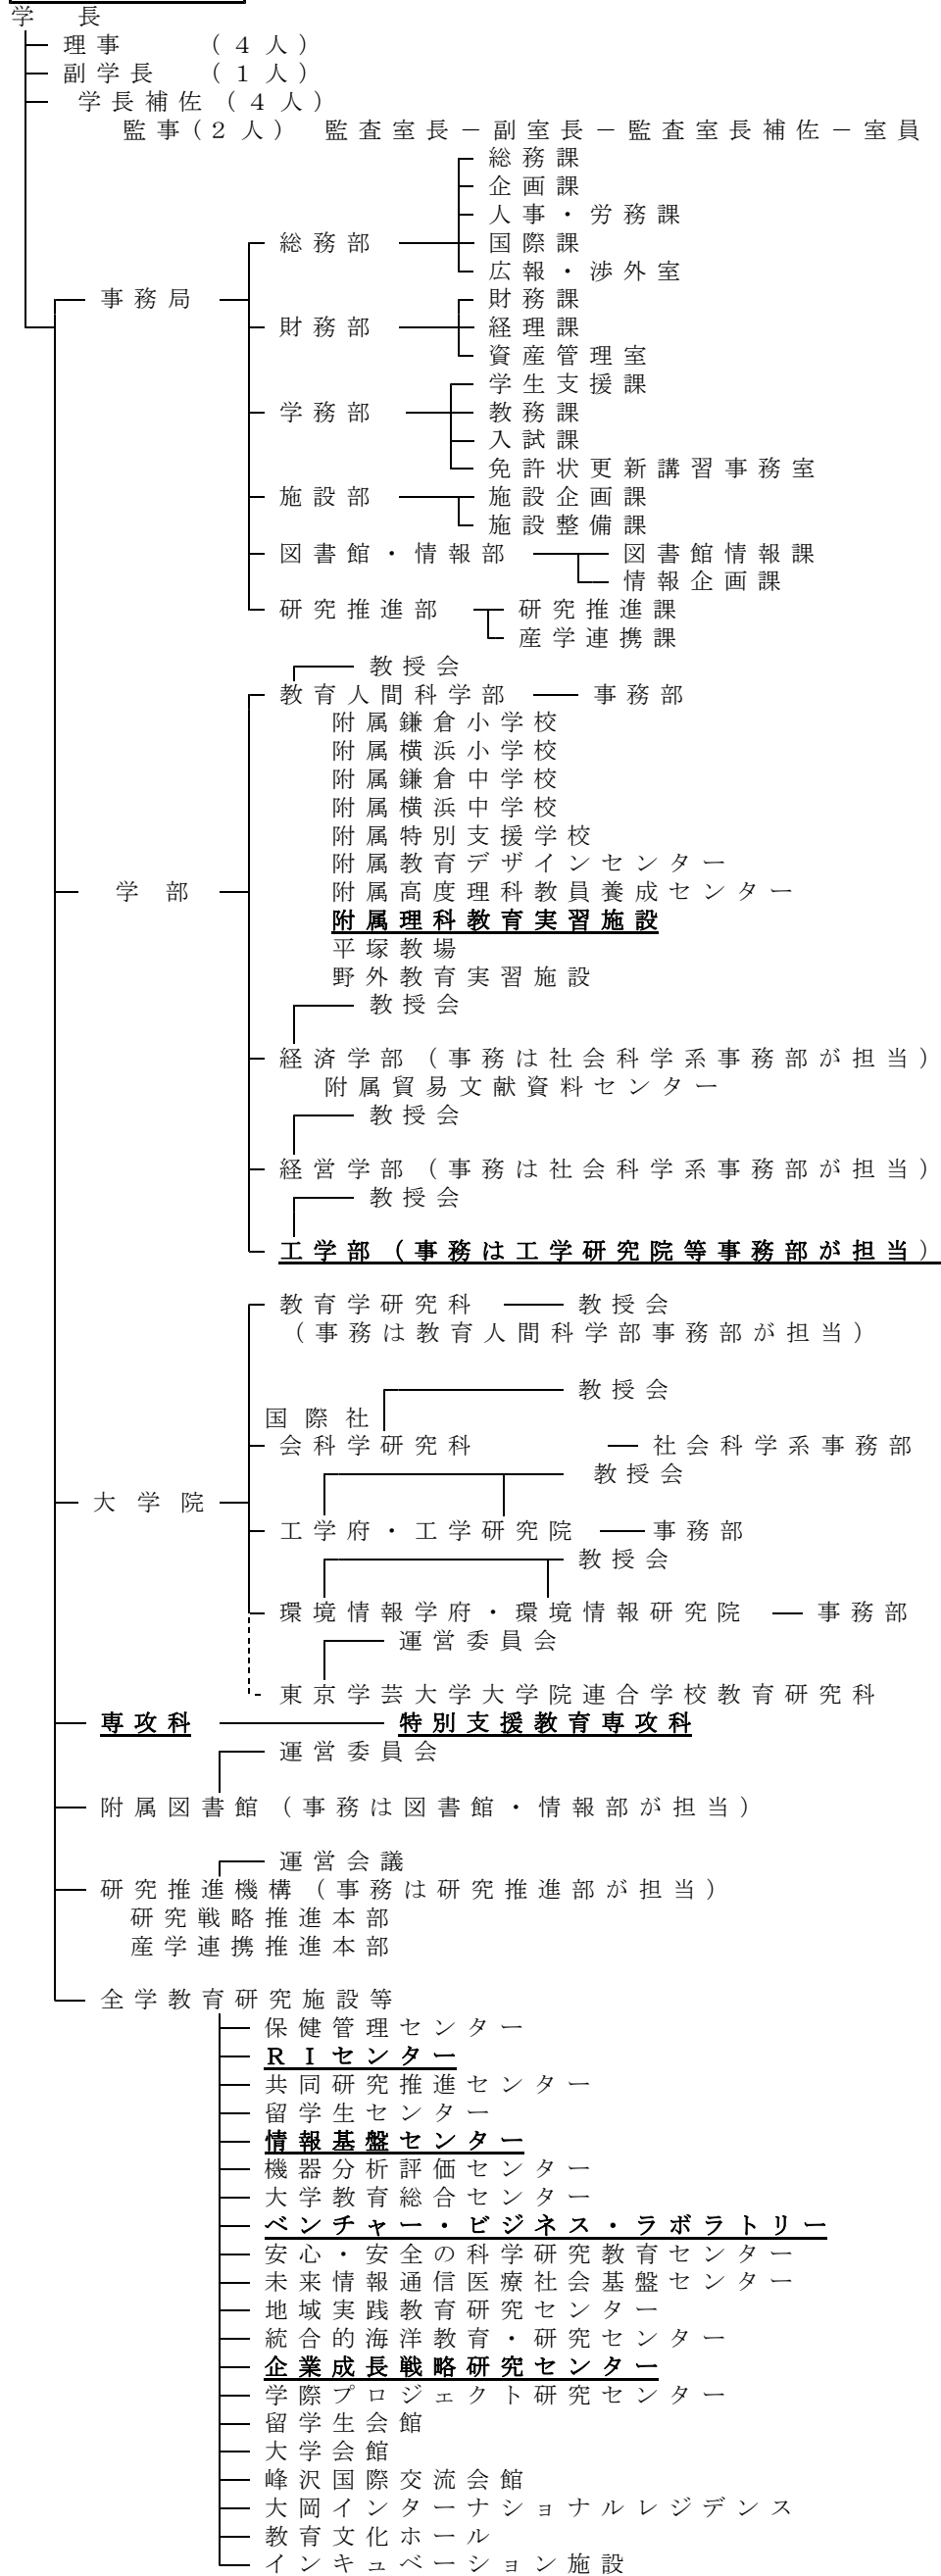 学　長
理事　（４人）
副学長　（１人）
学長補佐（４人）
監事(２人)　監査室長－副室長－監査室長補佐－室員
総務課
企画課
人事・労務課
総務部　国際課
広報・渉外室
事務局　財務課
財務部　経理課
資産管理室
学生支援課
学務部　教務課
入試課
免許状更新講習事務室
施設部　施設企画課
施設整備課
図書館・情報部　図書館情報課
情報企画課
研究推進部　研究推進課
産学連携課
教授会
教育人間科学部　事務部
附属鎌倉小学校
附属横浜小学校
附属鎌倉中学校
附属横浜中学校
附属特別支援学校
附属教育デザインセンター
学部　附属高度理科教員養成センター
附属理科教育実習施設
平塚教場
野外教育実習施設
教授会
経済学部（事務は社会科学系事務部が担当）
附属貿易文献資料センター
教授会
経営学部（事務は社会科学系事務部が担当）
教授会
工学部（事務は工学研究院等事務部が担当）
教育学研究科　教授会
（事務は教育人間科学部事務部が担当）
教授会
国際社
会科学研究科　社会科学系事務部
教授会
大学院
工学府・工学研究院　事務部
教授会
環境情報学府・環境情報研究院　事務部
運営委員会
東京学芸大学大学院連合学校教育研究科
専攻科　特別支援教育専攻科
運営委員会
附属図書館（事務は図書館・情報部が担当）
運営会議
研究推進機構（事務は研究推進部が担当）
研究戦略推進本部
産学連携推進本部
全学教育研究施設等
保健管理センター
ＲＩセンター
共同研究推進センター
留学生センター
情報基盤センター
機器分析評価センター
大学教育総合センター
ベンチャー・ビジネス・ラボラトリー
安心・安全の科学研究教育センター
未来情報通信医療社会基盤センター
地域実践教育研究センター
統合的海洋教育・研究センター
企業成長戦略研究センター
学際プロジェクト研究センター
留学生会館
大学会館
峰沢国際交流会館
大岡インターナショナルレジデンス
教育文化ホール
インキュベーション施設